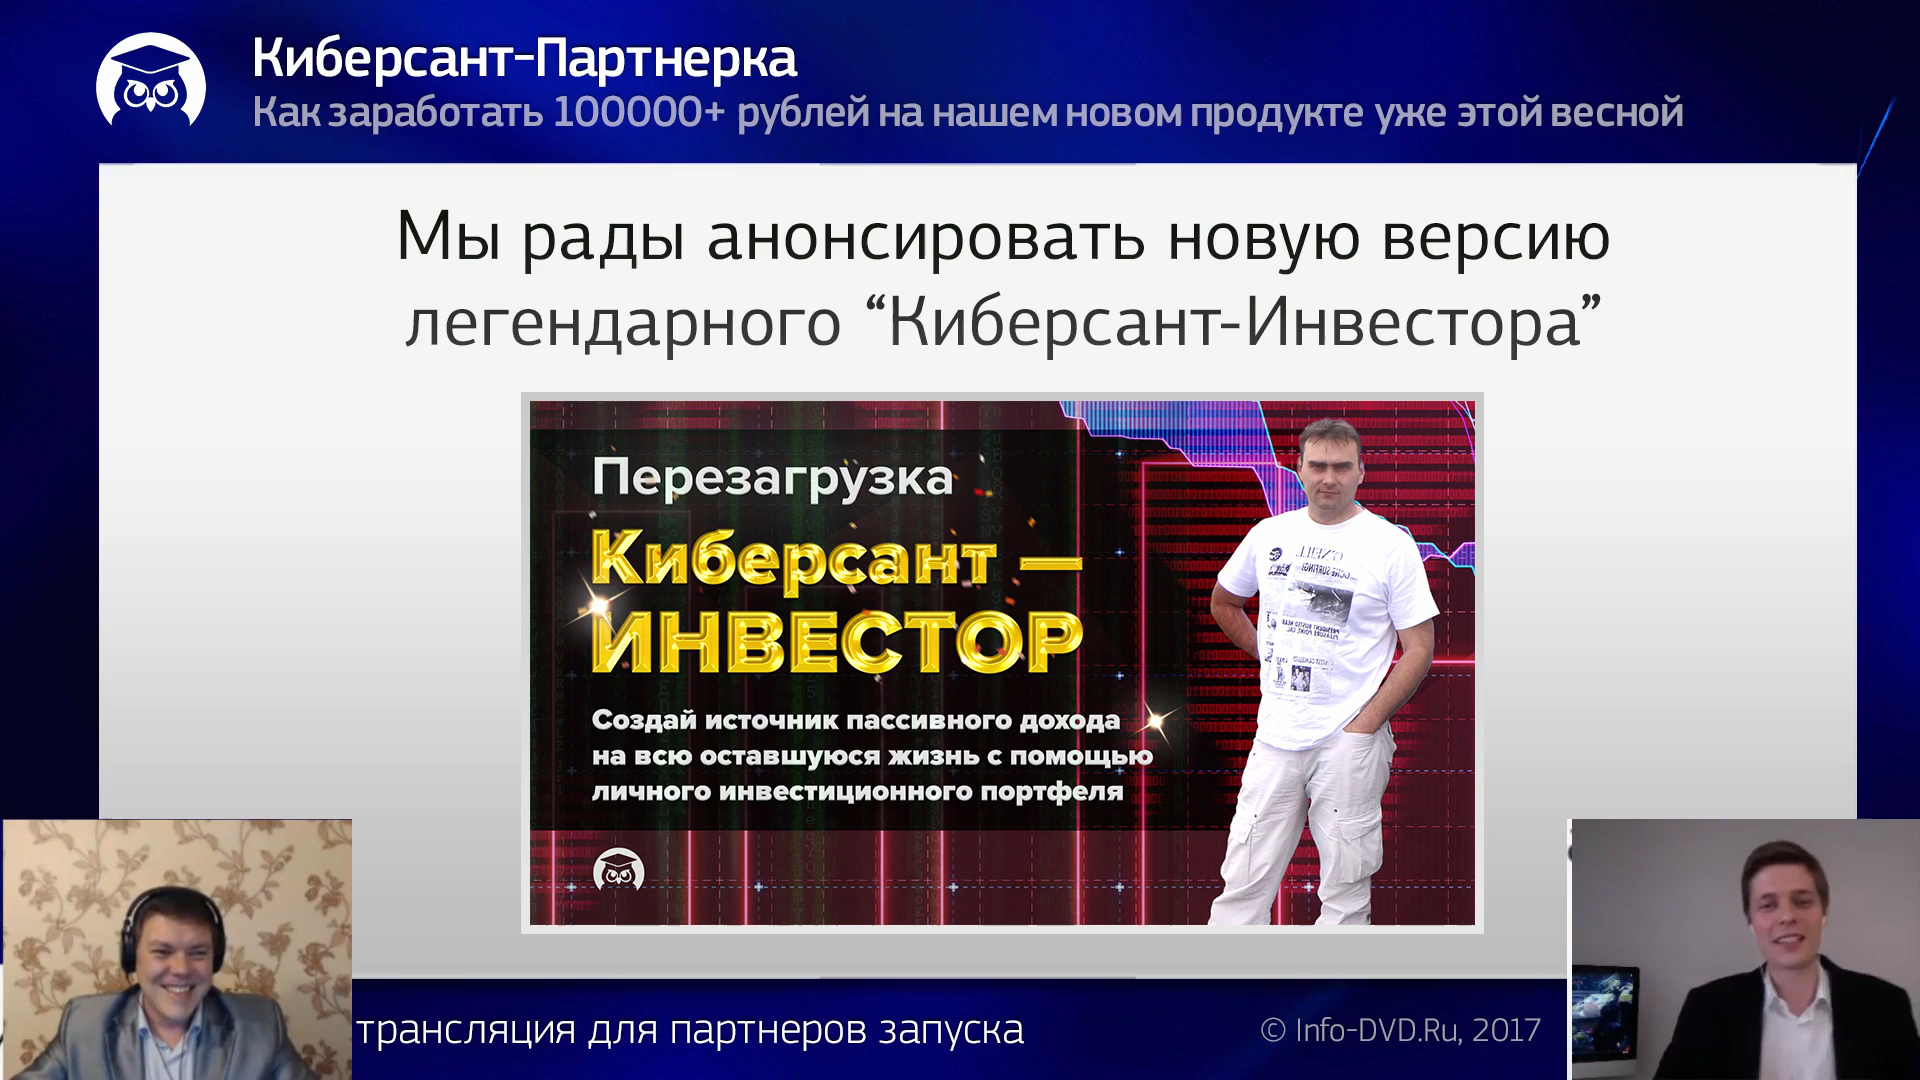 Киберсант-Партнерка
Как заработать 100000+ рублей на нашем новом продукте уже этой весной
Мы рады анонсировать новую версию
легендарного “Киберсант-Инвестора”
Перезагрузка
Киберсант —
ИНВЕСТОР
Создай источник пассивного дохода
на всю оставшуюся жизнь с помощью
личного инвестиционного портфеля
трансляция для партнеров запуска
© Info-DVD.Ru, 2017